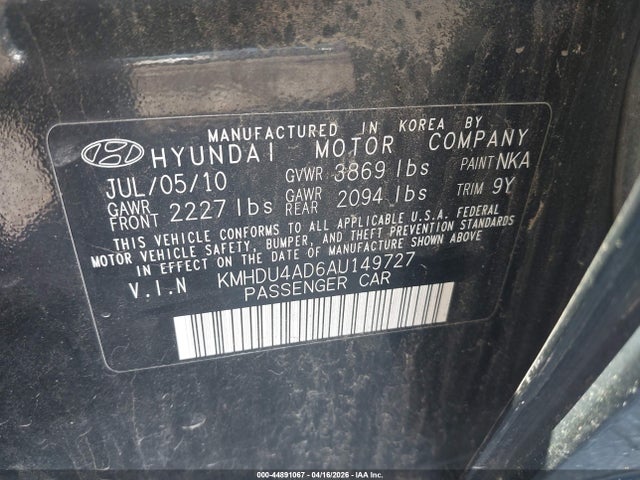 MANUFACTURED IN KOREA BY
HYUNDAI MOTOR COMPANY
JUL/05/10 GVWR 3869 lbs PAINT NKA
GAWR FRONT 2227 lbs GAWR REAR 2094 lbs TRIM 9Y
THIS VEHICLE CONFORMS TO ALL APPLICABLE U.S.A. FEDERAL
MOTOR VEHICLE SAFETY, BUMPER, AND THEFT PREVENTION STANDARDS
IN EFFECT ON THE DATE OF MANUFACTURE SHOWN ABOVE.
V.I.N KMHDU4AD6AU149727
PASSENGER CAR
000-44891067 - 04/16/2026 - IAA Holdings, LLC